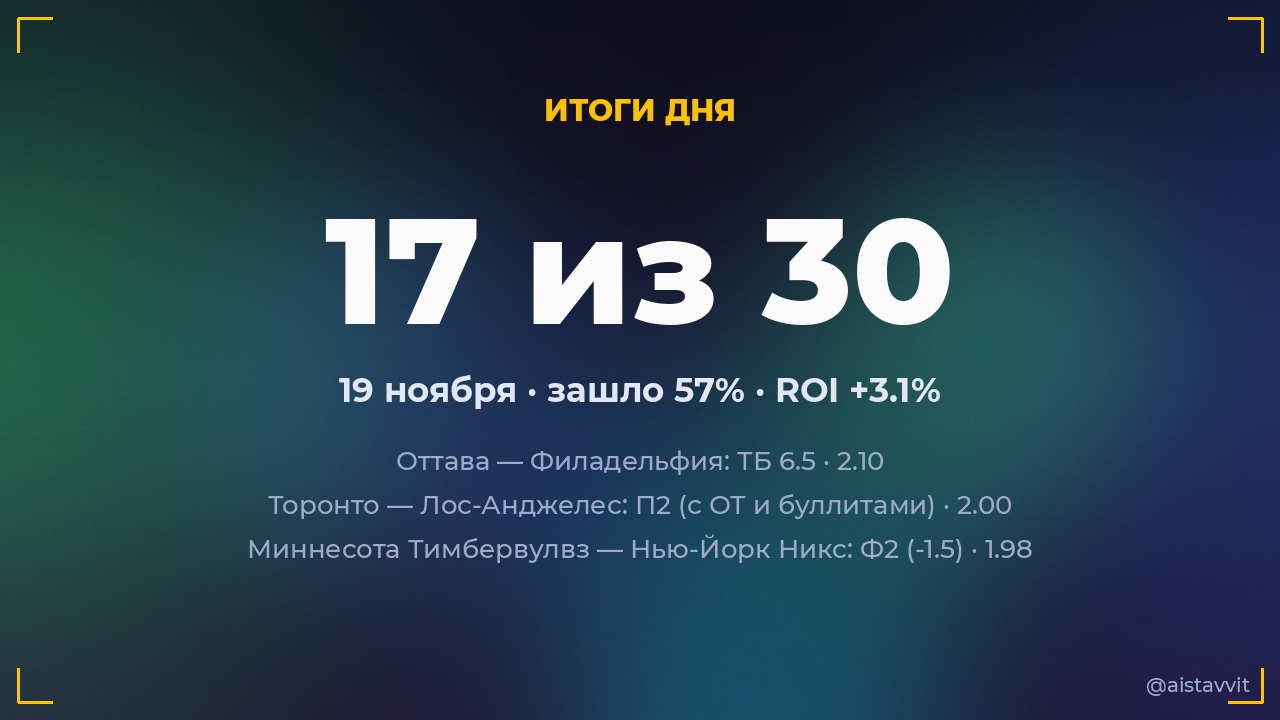 ИТОГИ ДНЯ
17 из 30
19 ноября · зашло 57% · ROI +3.1%
Оттава — Филадельфия: ТБ 6.5 · 2.10
Торонто — Лос-Анджелес: П2 (с ОТ и буллитами) · 2.00
Миннесота Тимбервулвз — Нью-Йорк Никс: Ф2 (-1.5) · 1.98
@aistavvit